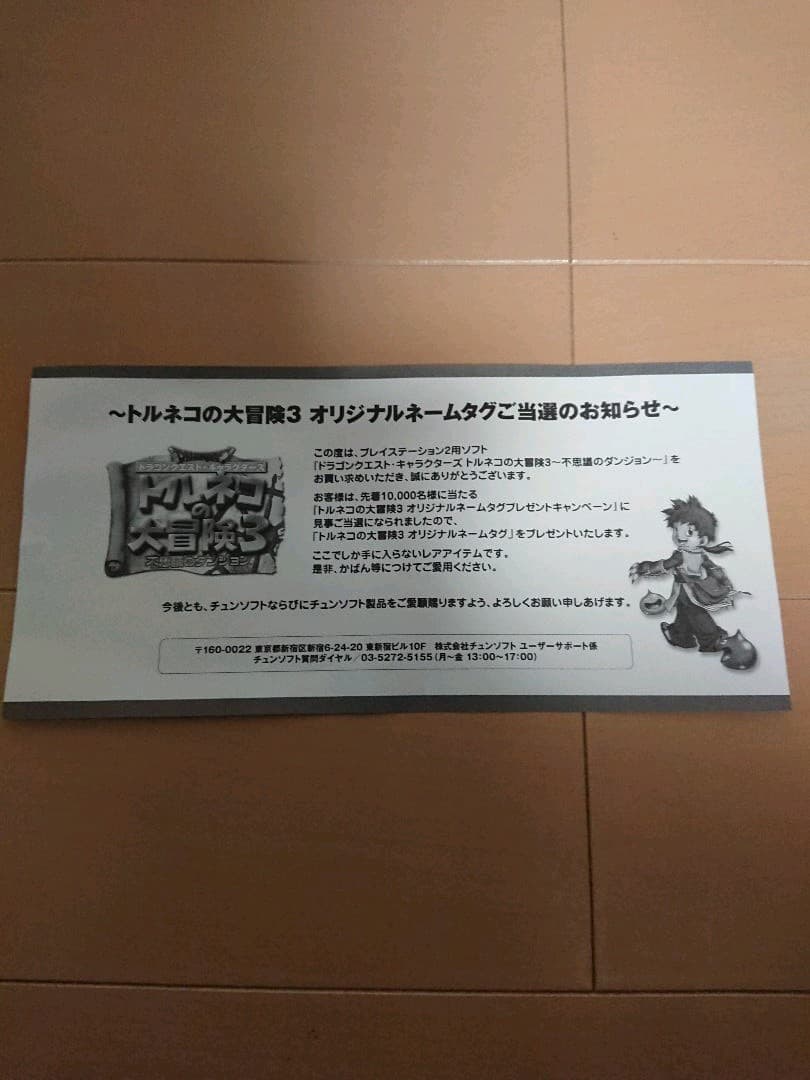 ～トルネコの大冒険3 オリジナルネームタグご当選のお知らせ～
ドラゴンクエスト・キャラクターズ
トルネコ
の
大冒険3
不思議のダンジョン
この度は、プレイステーション2用ソフト
『ドラゴンクエスト・キャラクターズ トルネコの大冒険3～不思議のダンジョン～』を
お買い求めいただき、誠にありがとうございます。
お客様は、先着10,000名様に当たる
『トルネコの大冒険3 オリジナルネームタグプレゼントキャンペーン』に
見事ご当選になられましたので、
「トルネコの大冒険3 オリジナルネームタグ」をプレゼントいたします。
ここでしか手に入らないレアアイテムです。
是非、かばん等につけてご愛用ください。
今後とも、チュンソフトならびにチュンソフト製品をご愛顧賜りますよう、よろしくお願い申しあげます。
〒160-0022 東京都新宿区新宿6-24-20 東新宿ビル10F 株式会社チュンソフト ユーザーサポート係
チュンソフト質問ダイヤル／03-5272-5155（月～金 13:00～17:00）